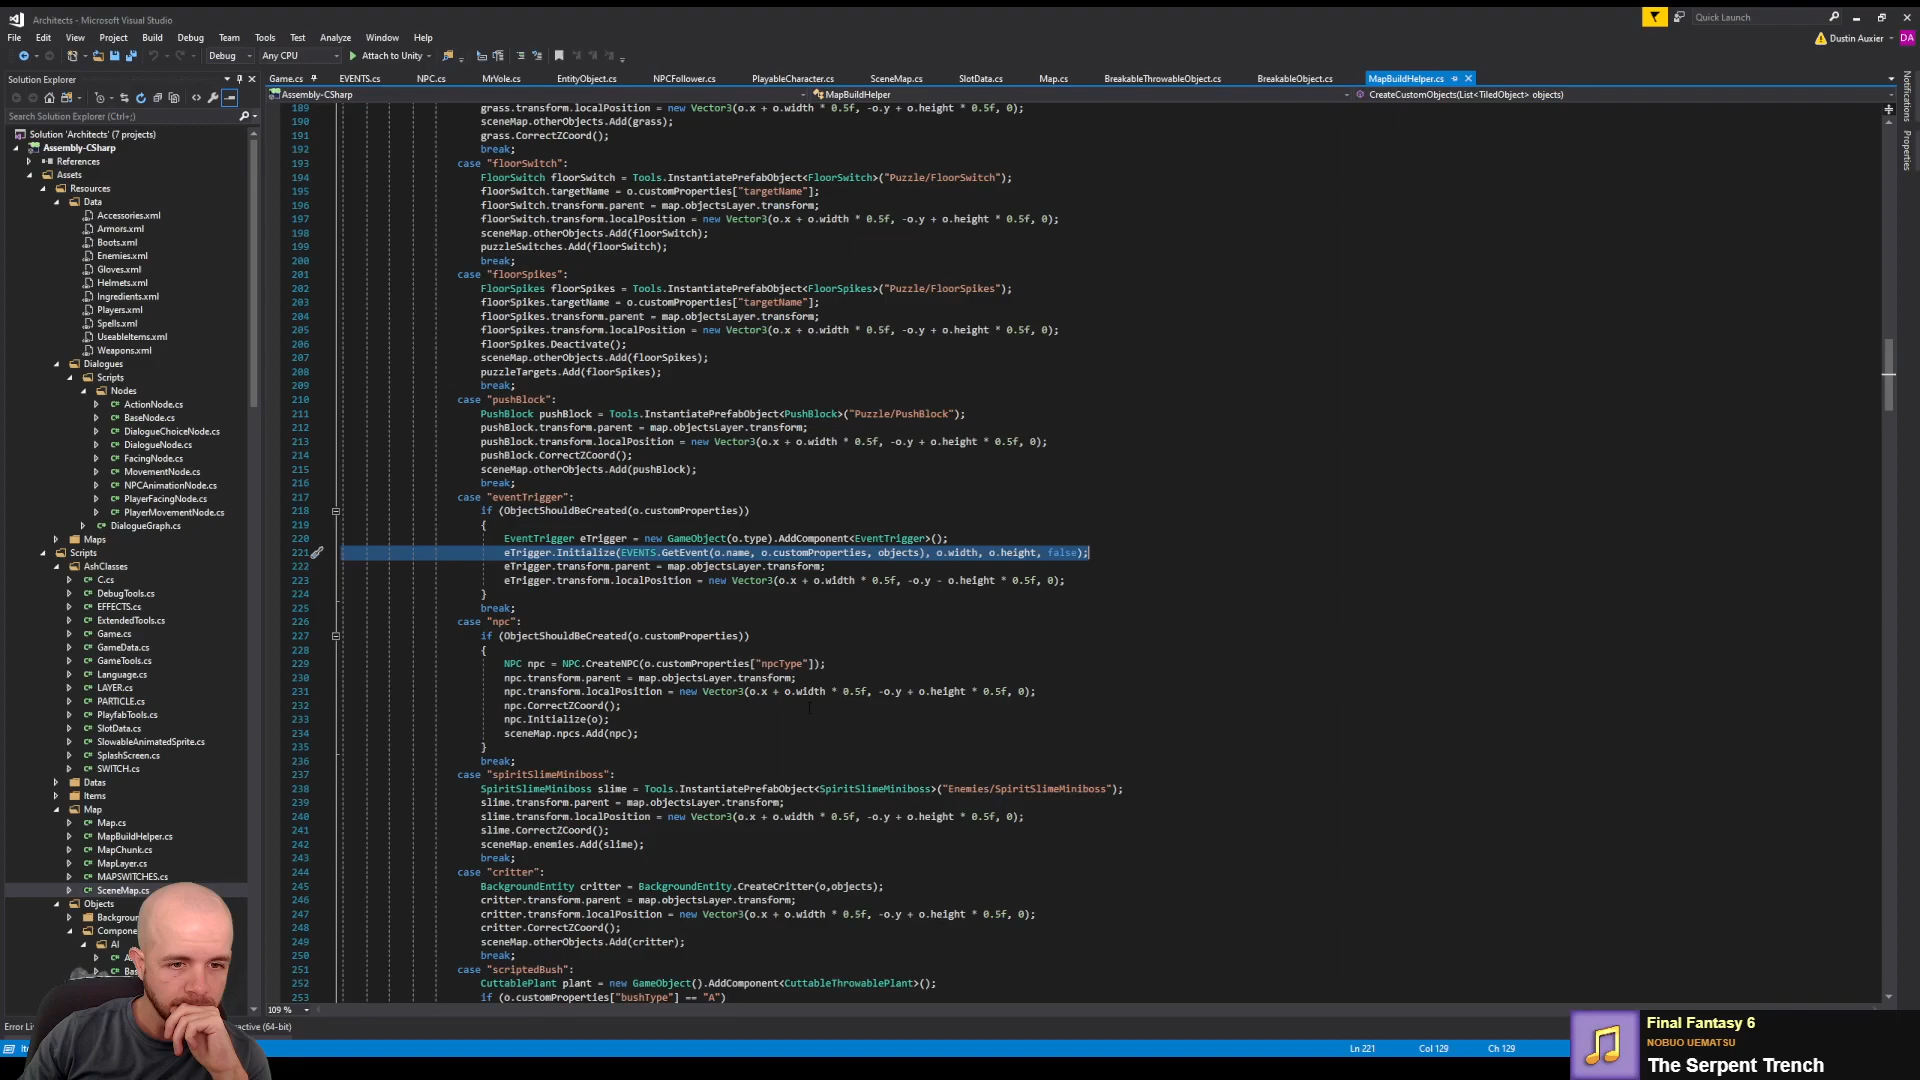 Architects - Microsoft Visual Studio
Quick Launch
File Edit View Project Build Debug Team Tools Test Analyze Window Help
Dustin Auxier DA
Debug Any CPU Attach to Unity
Solution Explorer
Game.cs EVENTS.cs NPC.cs MrVole.cs EntityObject.cs NPCFollower.cs PlayableCharacter.cs SceneMap.cs SlotData.cs Map.cs BreakableThrowableObject.cs BreakableObject.cs MapBuildHelper.cs
Assembly-CSharp MapBuildHelper CreateCustomObjects(List<TiledObject> objects)
Search Solution Explorer (Ctrl+;)
Solution 'Architects' (7 projects)
Assembly-CSharp
References
Assets
Resources
Data
Accessories.xml
Armors.xml
Boots.xml
Enemies.xml
Gloves.xml
Helmets.xml
Ingredients.xml
Players.xml
Spells.xml
UseableItems.xml
Weapons.xml
Dialogues
Scripts
Nodes
ActionNode.cs
BaseNode.cs
DialogueChoiceNode.cs
DialogueNode.cs
FacingNode.cs
MovementNode.cs
NPCAnimationNode.cs
PlayerFacingNode.cs
PlayerMovementNode.cs
DialogueGraph.cs
Maps
Scripts
AshClasses
C.cs
DebugTools.cs
EFFECTS.cs
ExtendedTools.cs
Game.cs
GameData.cs
GameTools.cs
Language.cs
LAYER.cs
PARTICLE.cs
PlayfabTools.cs
SlotData.cs
SlowableAnimatedSprite.cs
SplashScreen.cs
SWITCH.cs
Datas
Items
Map
Map.cs
MapBuildHelper.cs
MapChunk.cs
MapLayer.cs
MAPSWITCHES.cs
SceneMap.cs
Objects
Backgroun
Compone
AI
A
Bas
189 grass.transform.localPosition = new Vector3(o.x + o.width * 0.5f, -o.y + o.height * 0.5f, 0);
190 sceneMap.otherObjects.Add(grass);
191 grass.CorrectZCoord();
192 break;
193 case "floorSwitch":
194 FloorSwitch floorSwitch = Tools.InstantiatePrefabObject<FloorSwitch>("Puzzle/FloorSwitch");
195 floorSwitch.targetName = o.customProperties["targetName"];
196 floorSwitch.transform.parent = map.objectsLayer.transform;
197 floorSwitch.transform.localPosition = new Vector3(o.x + o.width * 0.5f, -o.y + o.height * 0.5f, 0);
198 sceneMap.otherObjects.Add(floorSwitch);
199 puzzleSwitches.Add(floorSwitch);
200 break;
201 case "floorSpikes":
202 FloorSpikes floorSpikes = Tools.InstantiatePrefabObject<FloorSpikes>("Puzzle/FloorSpikes");
203 floorSpikes.targetName = o.customProperties["targetName"];
204 floorSpikes.transform.parent = map.objectsLayer.transform;
205 floorSpikes.transform.localPosition = new Vector3(o.x + o.width * 0.5f, -o.y + o.height * 0.5f, 0);
206 floorSpikes.Deactivate();
207 sceneMap.otherObjects.Add(floorSpikes);
208 puzzleTargets.Add(floorSpikes);
209 break;
210 case "pushBlock":
211 PushBlock pushBlock = Tools.InstantiatePrefabObject<PushBlock>("Puzzle/PushBlock");
212 pushBlock.transform.parent = map.objectsLayer.transform;
213 pushBlock.transform.localPosition = new Vector3(o.x + o.width * 0.5f, -o.y + o.height * 0.5f, 0);
214 pushBlock.CorrectZCoord();
215 sceneMap.otherObjects.Add(pushBlock);
216 break;
217 case "eventTrigger":
218 if (ObjectShouldBeCreated(o.customProperties))
219 {
220 EventTrigger eTrigger = new GameObject(o.type).AddComponent<EventTrigger>();
221 eTrigger.Initialize(EVENTS.GetEvent(o.name, o.customProperties, objects), o.width, o.height, false);
222 eTrigger.transform.parent = map.objectsLayer.transform;
223 eTrigger.transform.localPosition = new Vector3(o.x + o.width * 0.5f, -o.y - o.height * 0.5f, 0);
224 }
225 break;
226 case "npc":
227 if (ObjectShouldBeCreated(o.customProperties))
228 {
229 NPC npc = NPC.CreateNPC(o.customProperties["npcType"]);
230 npc.transform.parent = map.objectsLayer.transform;
231 npc.transform.localPosition = new Vector3(o.x + o.width * 0.5f, -o.y + o.height * 0.5f, 0);
232 npc.CorrectZCoord();
233 npc.Initialize(o);
234 sceneMap.npcs.Add(npc);
235 }
236 break;
237 case "spiritSlimeMiniboss":
238 SpiritSlimeMiniboss slime = Tools.InstantiatePrefabObject<SpiritSlimeMiniboss>("Enemies/SpiritSlimeMiniboss");
239 slime.transform.parent = map.objectsLayer.transform;
240 slime.transform.localPosition = new Vector3(o.x + o.width * 0.5f, -o.y + o.height * 0.5f, 0);
241 slime.CorrectZCoord();
242 sceneMap.enemies.Add(slime);
243 break;
244 case "critter":
245 BackgroundEntity critter = BackgroundEntity.CreateCritter(o,objects);
246 critter.transform.parent = map.objectsLayer.transform;
247 critter.transform.localPosition = new Vector3(o.x + o.width * 0.5f, -o.y + o.height * 0.5f, 0);
248 critter.CorrectZCoord();
249 sceneMap.otherObjects.Add(critter);
250 break;
251 case "scriptedBush":
252 CuttableThrowablePlant plant = new GameObject().AddComponent<CuttableThrowablePlant>();
253 if (o.customProperties["bushType"] == "A")
109 %
Notifications
Properties
Error Li ractive (64-bit)
Ln 221 Col 129 Ch 129
Final Fantasy 6
NOBUO UEMATSU
The Serpent Trench